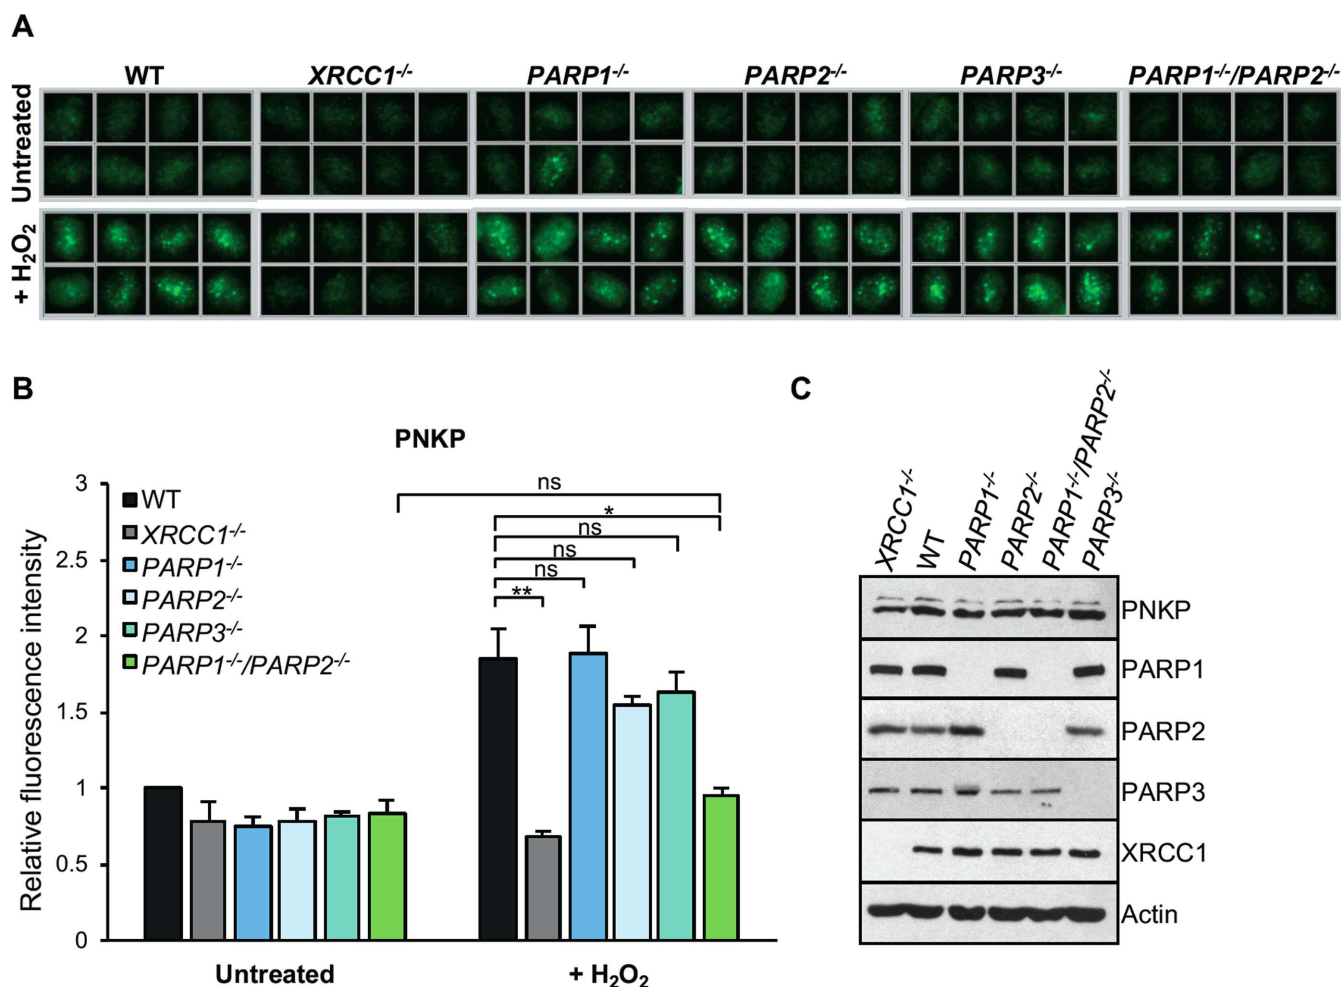 A
WT XRCC1-/- PARP1-/- PARP2-/- PARP3-/- PARP1-/-/PARP2-/-
Untreated
+ H2O2
B
PNKP
Relative fluorescence intensity
3
2.5
2
1.5
1
0.5
0
WT
XRCC1-/-
PARP1-/-
PARP2-/-
PARP3-/-
PARP1-/-/PARP2-/-
ns
*
ns
ns
ns
**
Untreated + H2O2
C
XRCC1-/- WT PARP1-/- PARP2-/- PARP1-/-/PARP2-/- PARP3-/-
PNKP
PARP1
PARP2
PARP3
XRCC1
Actin